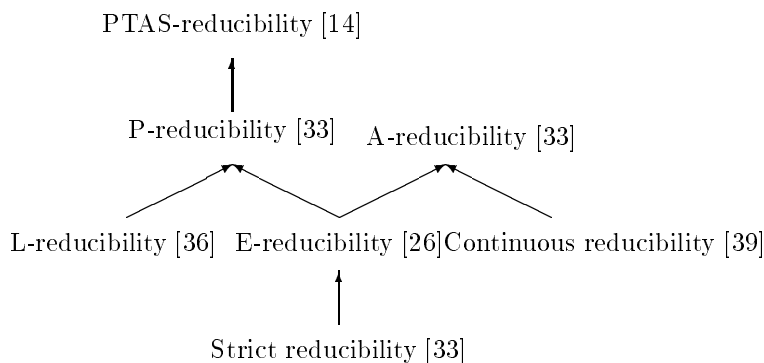 PTAS-reducibility [14]
P-reducibility [33]
A-reducibility [33]
L-reducibility [36]
E-reducibility [26]
Continuous reducibility [39]
Strict reducibility [33]